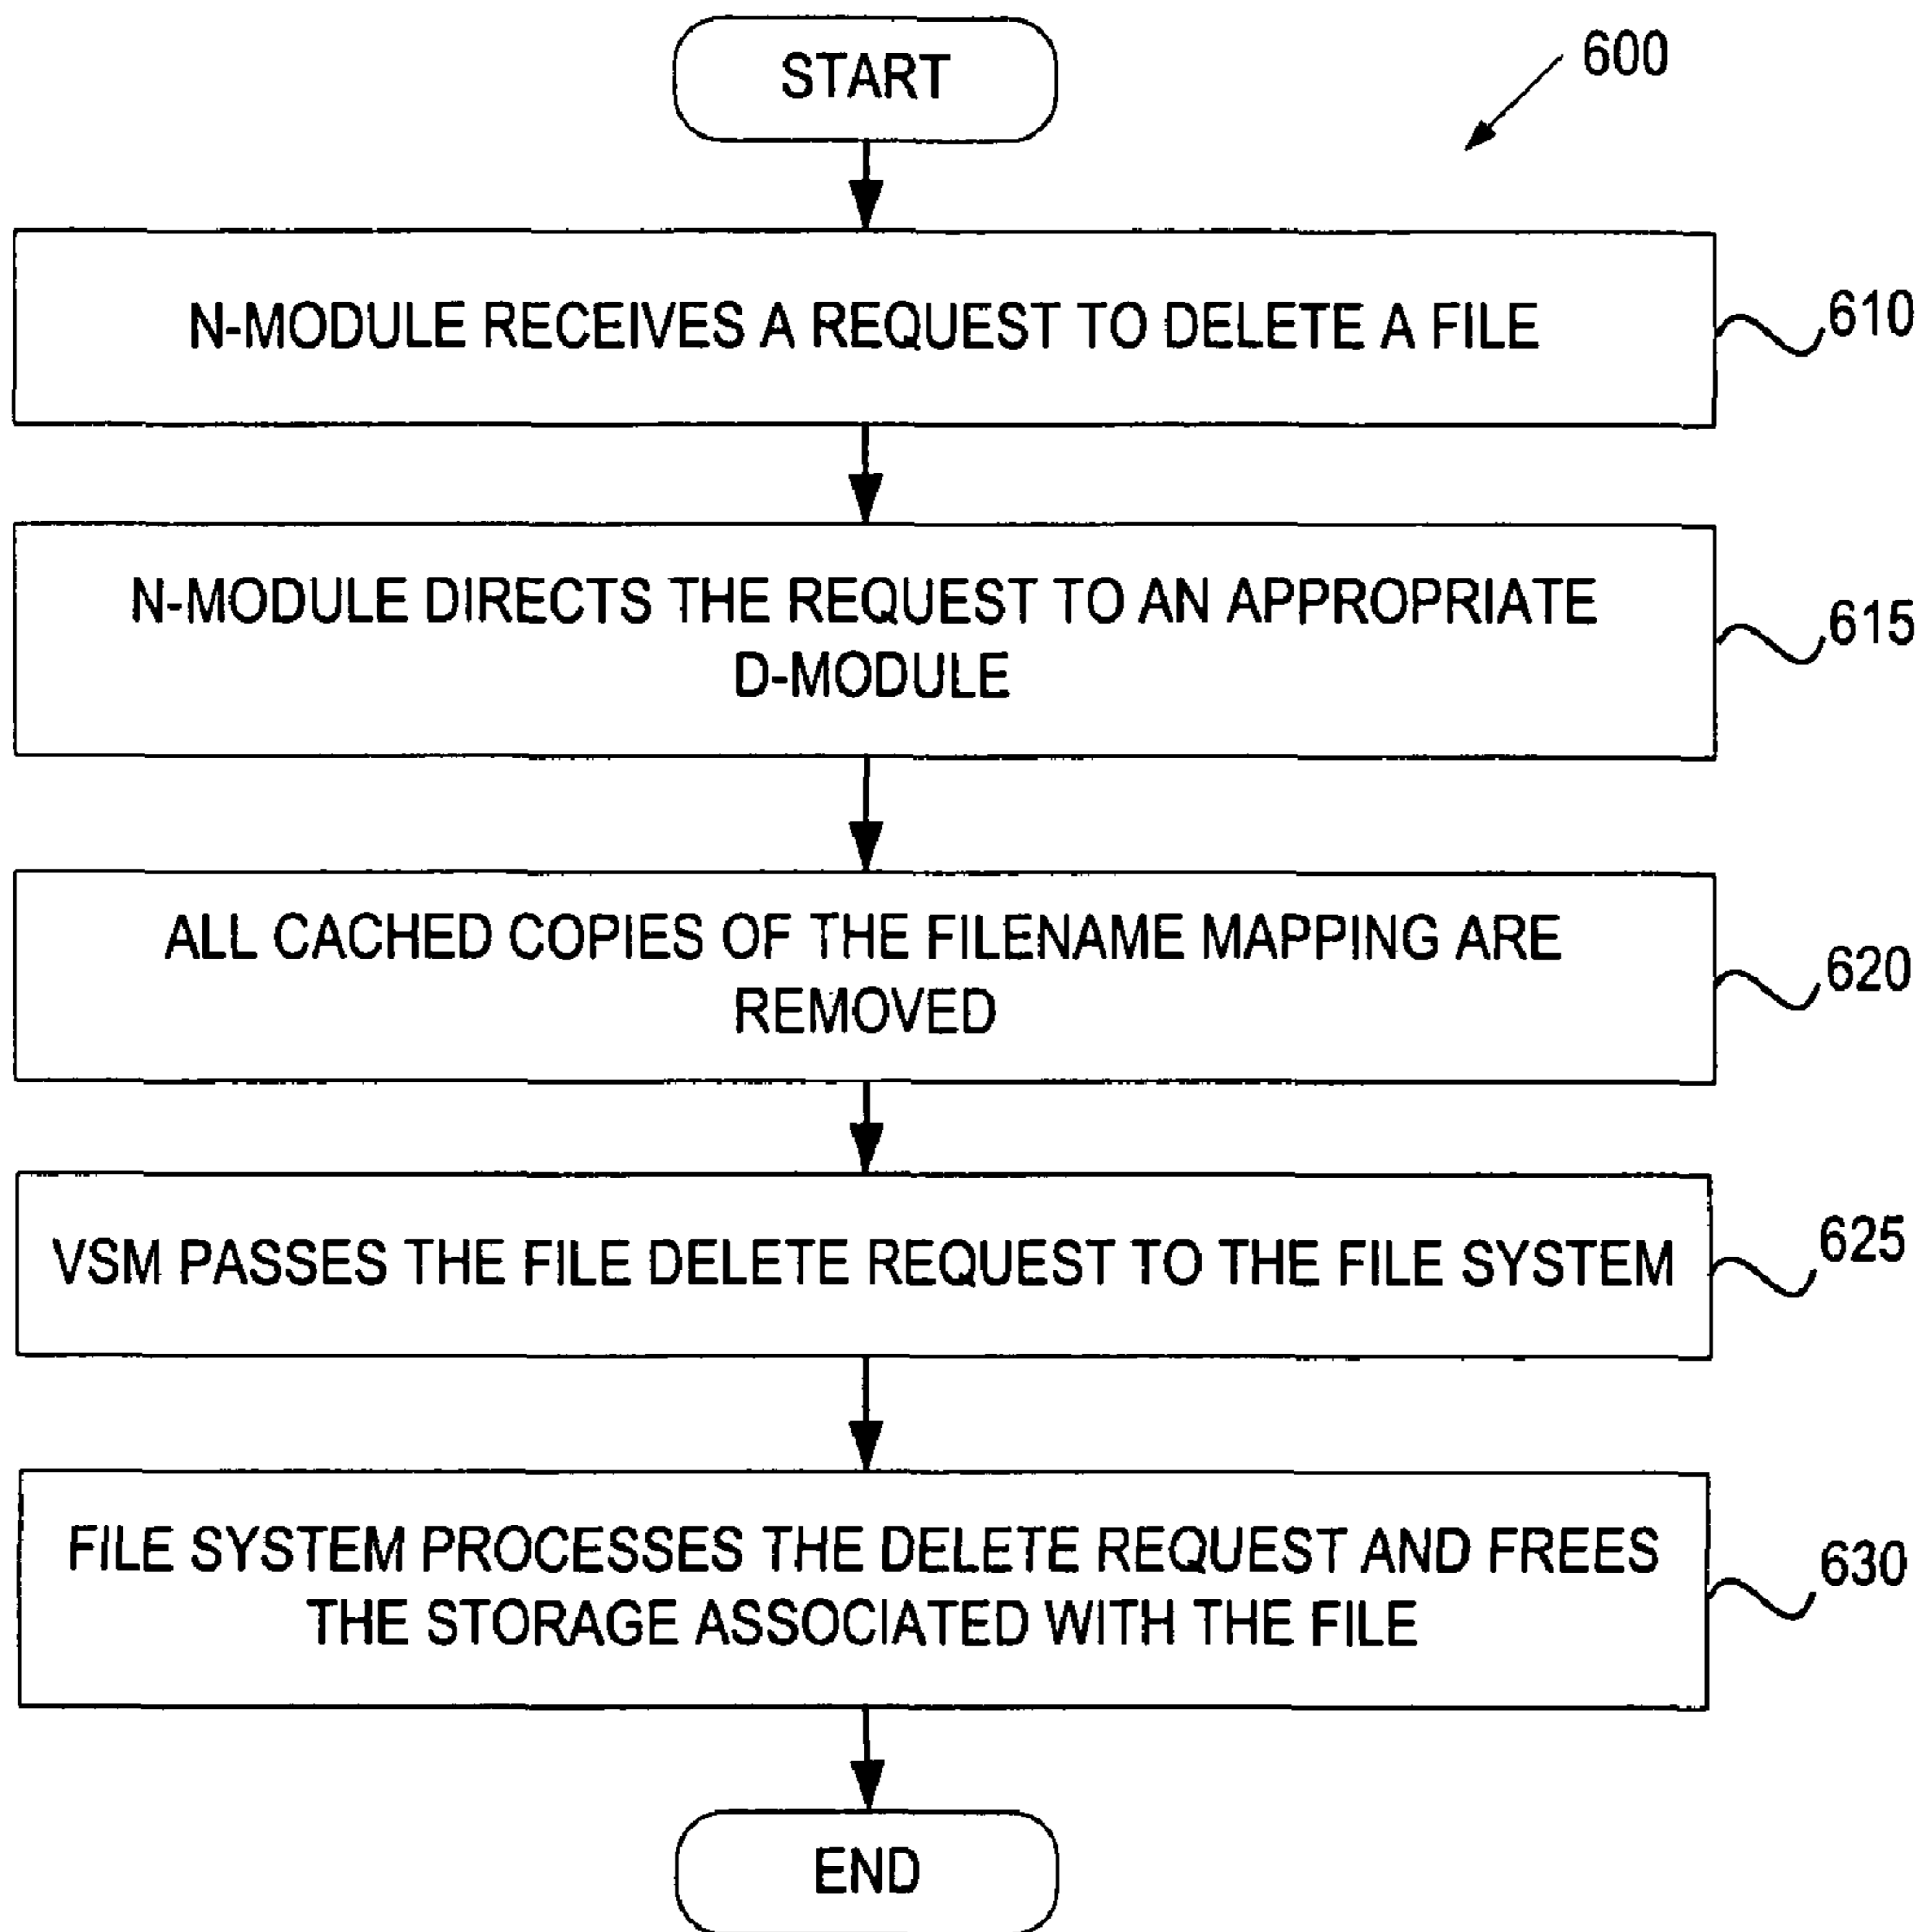 START
600
N-MODULE RECEIVES A REQUEST TO DELETE A FILE
610
N-MODULE DIRECTS THE REQUEST TO AN APPROPRIATE
D-MODULE
615
ALL CACHED COPIES OF THE FILENAME MAPPING ARE
REMOVED
620
VSM PASSES THE FILE DELETE REQUEST TO THE FILE SYSTEM
625
FILE SYSTEM PROCESSES THE DELETE REQUEST AND FREES
THE STORAGE ASSOCIATED WITH THE FILE
630
END